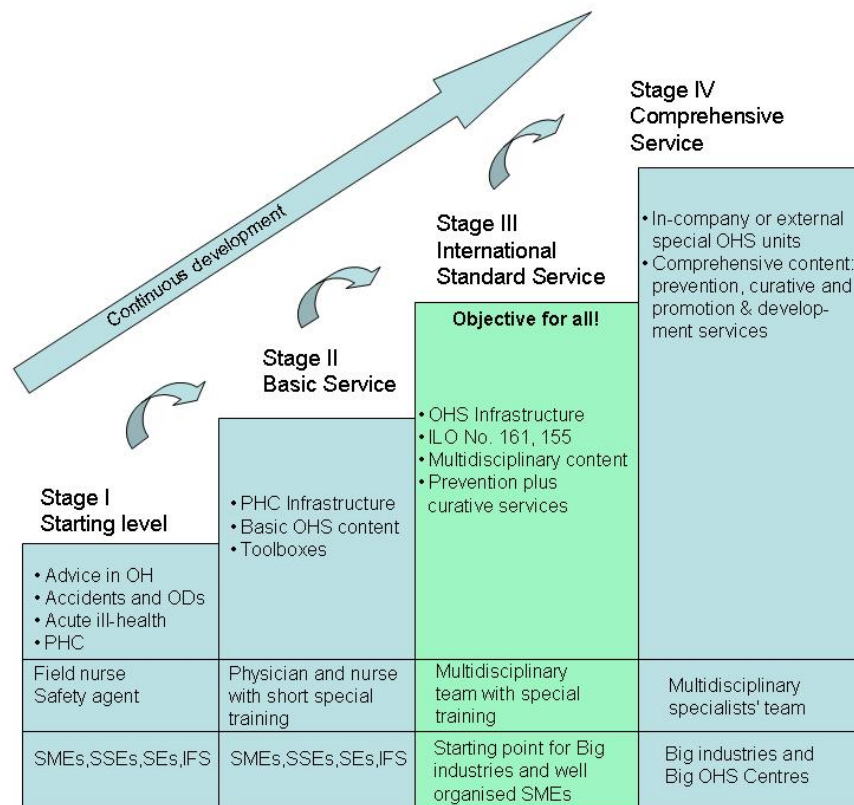 Continuous development
Stage I
Starting level
• Advice in OH
• Accidents and ODs
• Acute ill-health
• PHC
Field nurse
Safety agent
SMEs,SSEs,SEs,IFS
Stage II
Basic Service
• PHC Infrastructure
• Basic OHS content
• Toolboxes
Physician and nurse
with short special
training
SMEs,SSEs,SEs,IFS
Stage III
International
Standard Service
Objective for all!
• OHS Infrastructure
• ILO No. 161, 155
• Multidisciplinary content
• Prevention plus
curative services
Multidisciplinary
team with special
training
Starting point for Big
industries and well
organised SMEs
Stage IV
Comprehensive
Service
• In-company or external
special OHS units
• Comprehensive content:
prevention, curative and
promotion & develop-
ment services
Multidisciplinary
specialists' team
Big industries and
Big OHS Centres